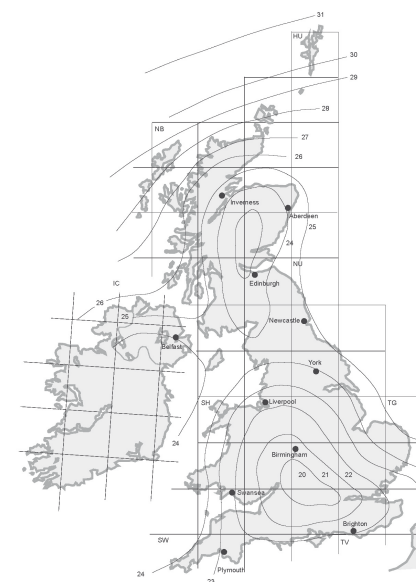 31
HU
30
29
28
NB
27
26
Inverness
Aberdeen
25
24
NU
IC
Edinburgh
26
25
Newcastle
Belfast
York
SH
Liverpool
TG
24
Birmingham
20
21
22
Swansea
Brighton
SW
TV
Plymouth
24
23